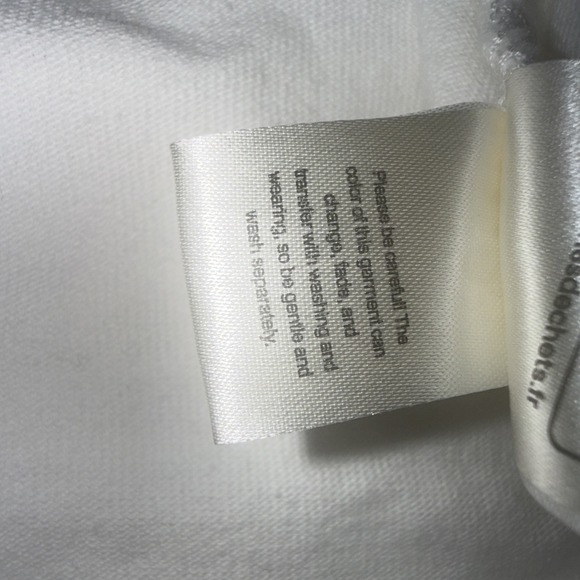 Please be careful! The
color of this garment can
change, fade, and
transfer with washing and
wearing, so be gentle and
wash separately.
sdechets.fr